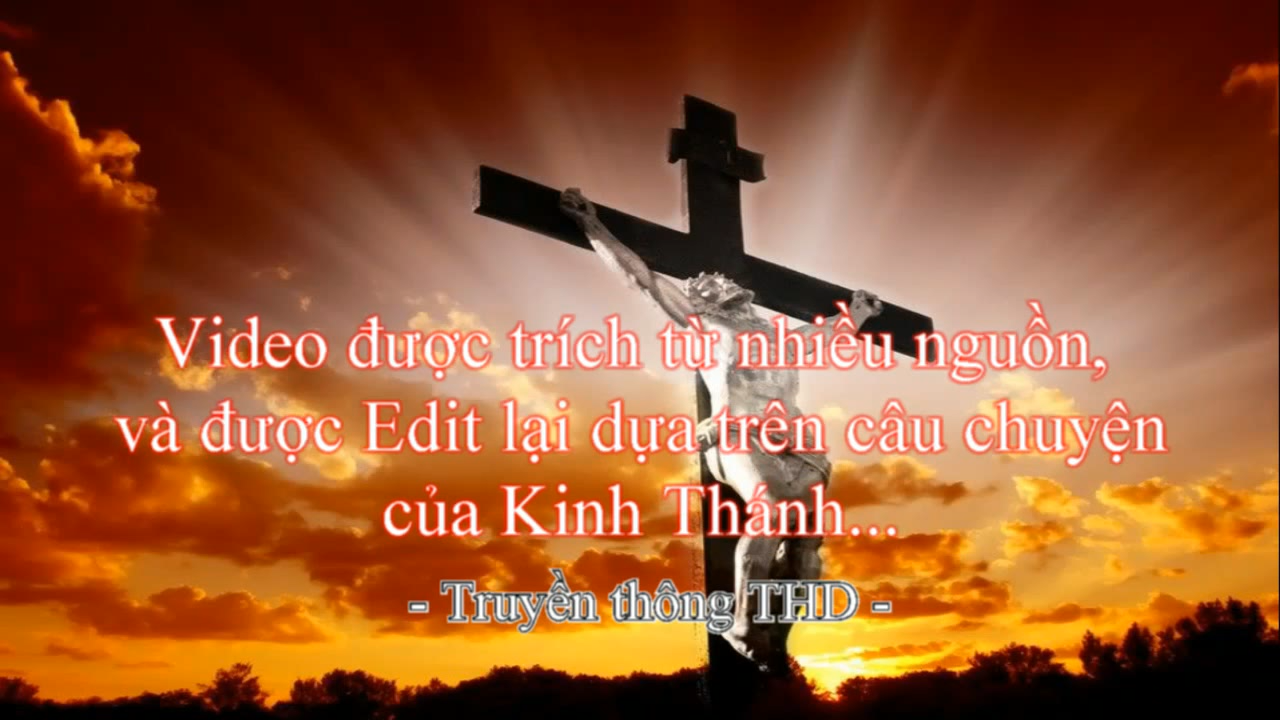 Video được trích từ nhiều nguồn,
và được Edit lại dựa trên câu chuyện
của Kinh Thánh...
- Truyền thông THD -